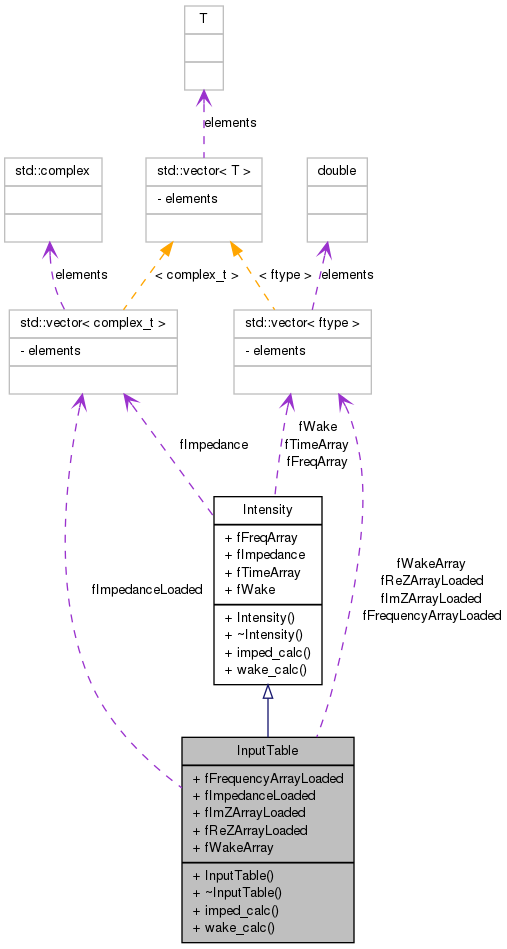 T
elements
std::complex
std::vector< T >
- elements
double
elements
< complex_t >
< ftype >
elements
std::vector< complex_t >
- elements
std::vector< ftype >
- elements
fImpedance
fWake
fTimeArray
fFreqArray
Intensity
+ fFreqArray
+ fImpedance
+ fTimeArray
+ fWake
+ Intensity()
+ ~Intensity()
+ imped_calc()
+ wake_calc()
fImpedanceLoaded
fWakeArray
fReZArrayLoaded
fImZArrayLoaded
fFrequencyArrayLoaded
InputTable
+ fFrequencyArrayLoaded
+ fImpedanceLoaded
+ fImZArrayLoaded
+ fReZArrayLoaded
+ fWakeArray
+ InputTable()
+ ~InputTable()
+ imped_calc()
+ wake_calc()